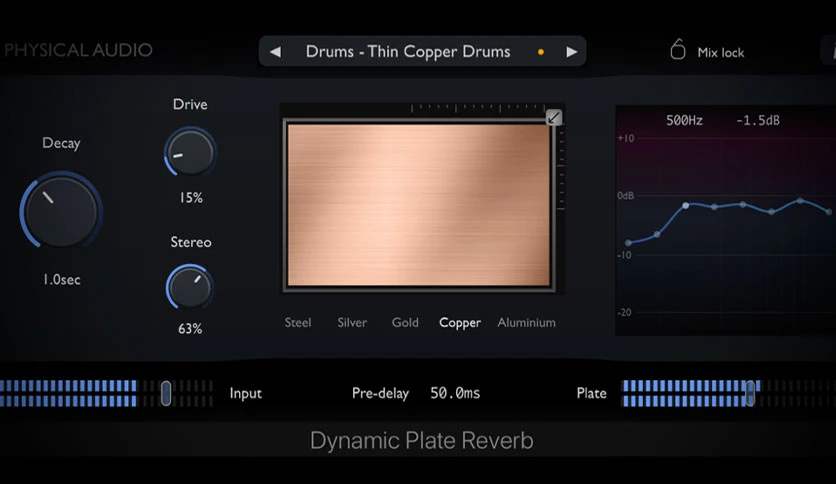 PHYSICAL AUDIO
Drums - Thin Copper Drums
Mix lock
Drive
15%
Decay
1.0sec
Stereo
63%
Steel Silver Gold Copper Aluminium
500Hz -1.5dB
+10
0dB
-10
-20
Input
Pre-delay 50.0ms
Plate
Dynamic Plate Reverb